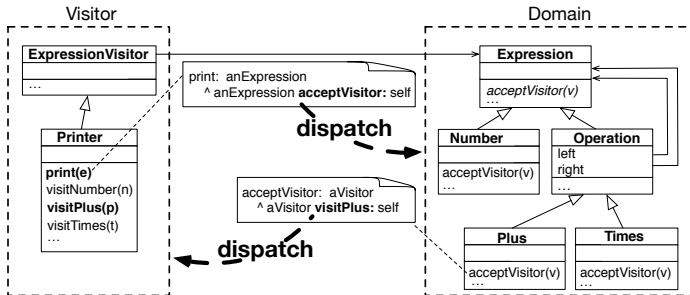 Visitor
Domain
ExpressionVisitor
...
Printer
print(e)
visitNumber(n)
visitPlus(p)
visitTimes(t)
...
print: anExpression
^ anExpression acceptVisitor: self
dispatch
acceptVisitor: aVisitor
^ aVisitor visitPlus: self
dispatch
Expression
acceptVisitor(v)
...
Number
acceptVisitor(v)
...
Operation
left
right
...
Plus
acceptVisitor(v)
...
Times
acceptVisitor(v)
...